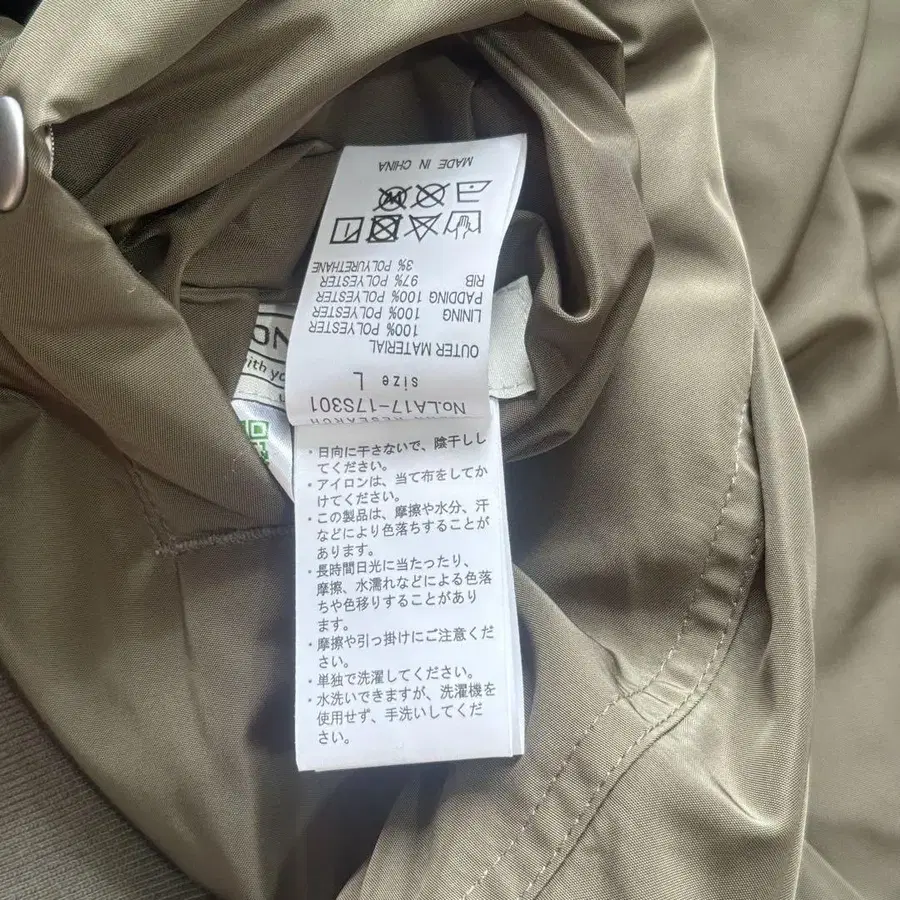 No.LA17-17S301
size L
OUTER MATERIAL
100% POLYESTER
LINING 100% POLYESTER
PADDING 100% POLYESTER
RIB 97% POLYESTER
3% POLYURETHANE
MADE IN CHINA
RESEARCH
・日向に干さないで、陰干しし
てください。
・アイロンは、当て布をしてか
けてください。
・この製品は、摩擦や水分、汗
などにより色落ちすることが
あります。
・長時間日光に当たったり、
摩擦、水濡れなどによる色落
ちや色移りすることがあり
ます。
・摩擦や引っ掛けにご注意くだ
さい。
・単独で洗濯してください。
・水洗いできますが、洗濯機を
使用せず、手洗いしてくだ
さい。
ON
ith yo